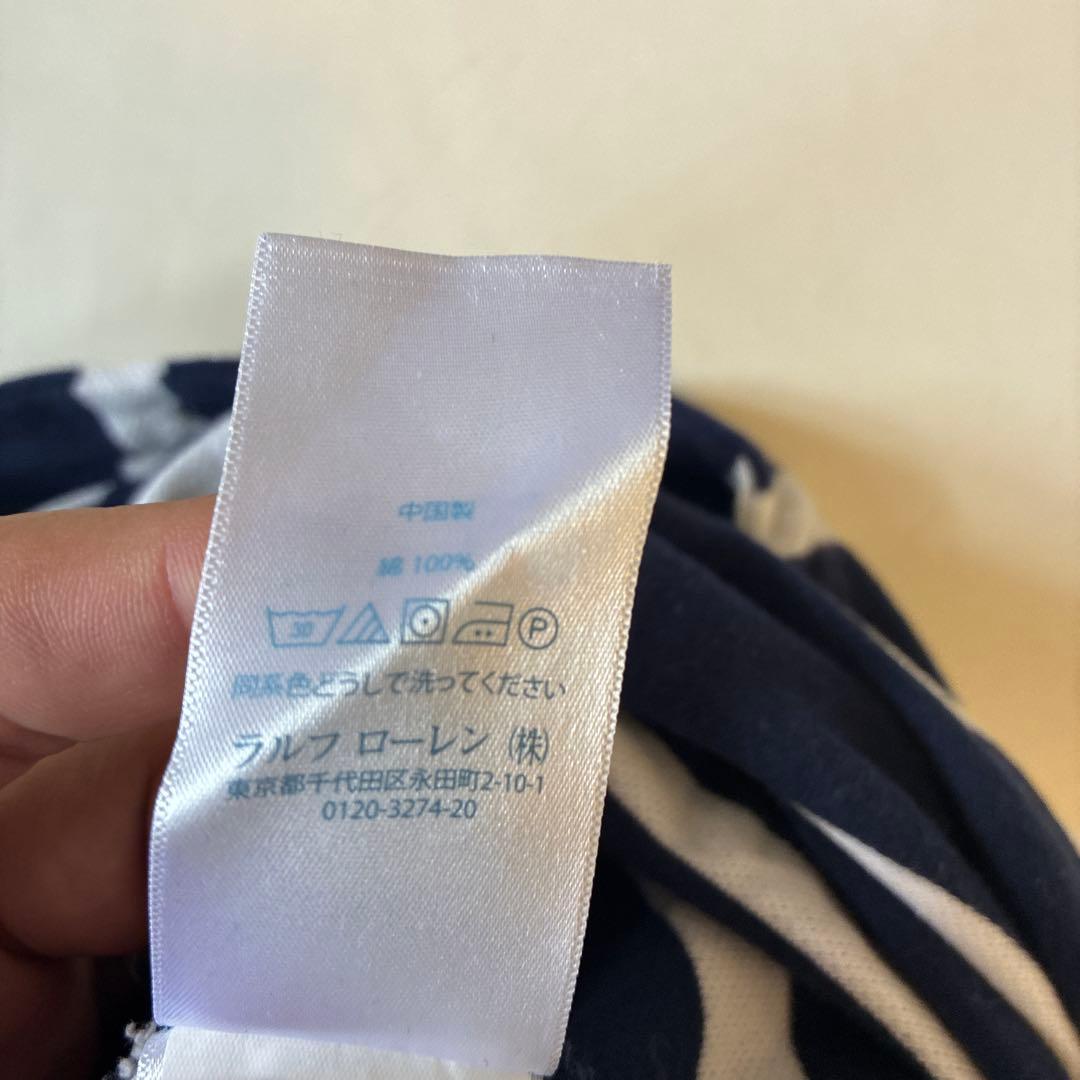 中国製
綿 100%
30 P
同系色どうしで洗ってください
ラルフ ローレン (株)
東京都千代田区永田町2-10-1
0120-3274-20